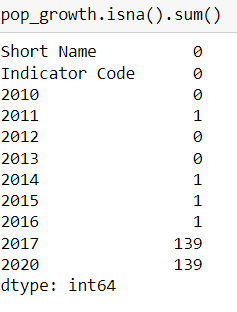 pop_growth.isna().sum()
Short Name 0
Indicator Code 0
2010 0
2011 1
2012 0
2013 0
2014 1
2015 1
2016 1
2017 139
2020 139
dtype: int64